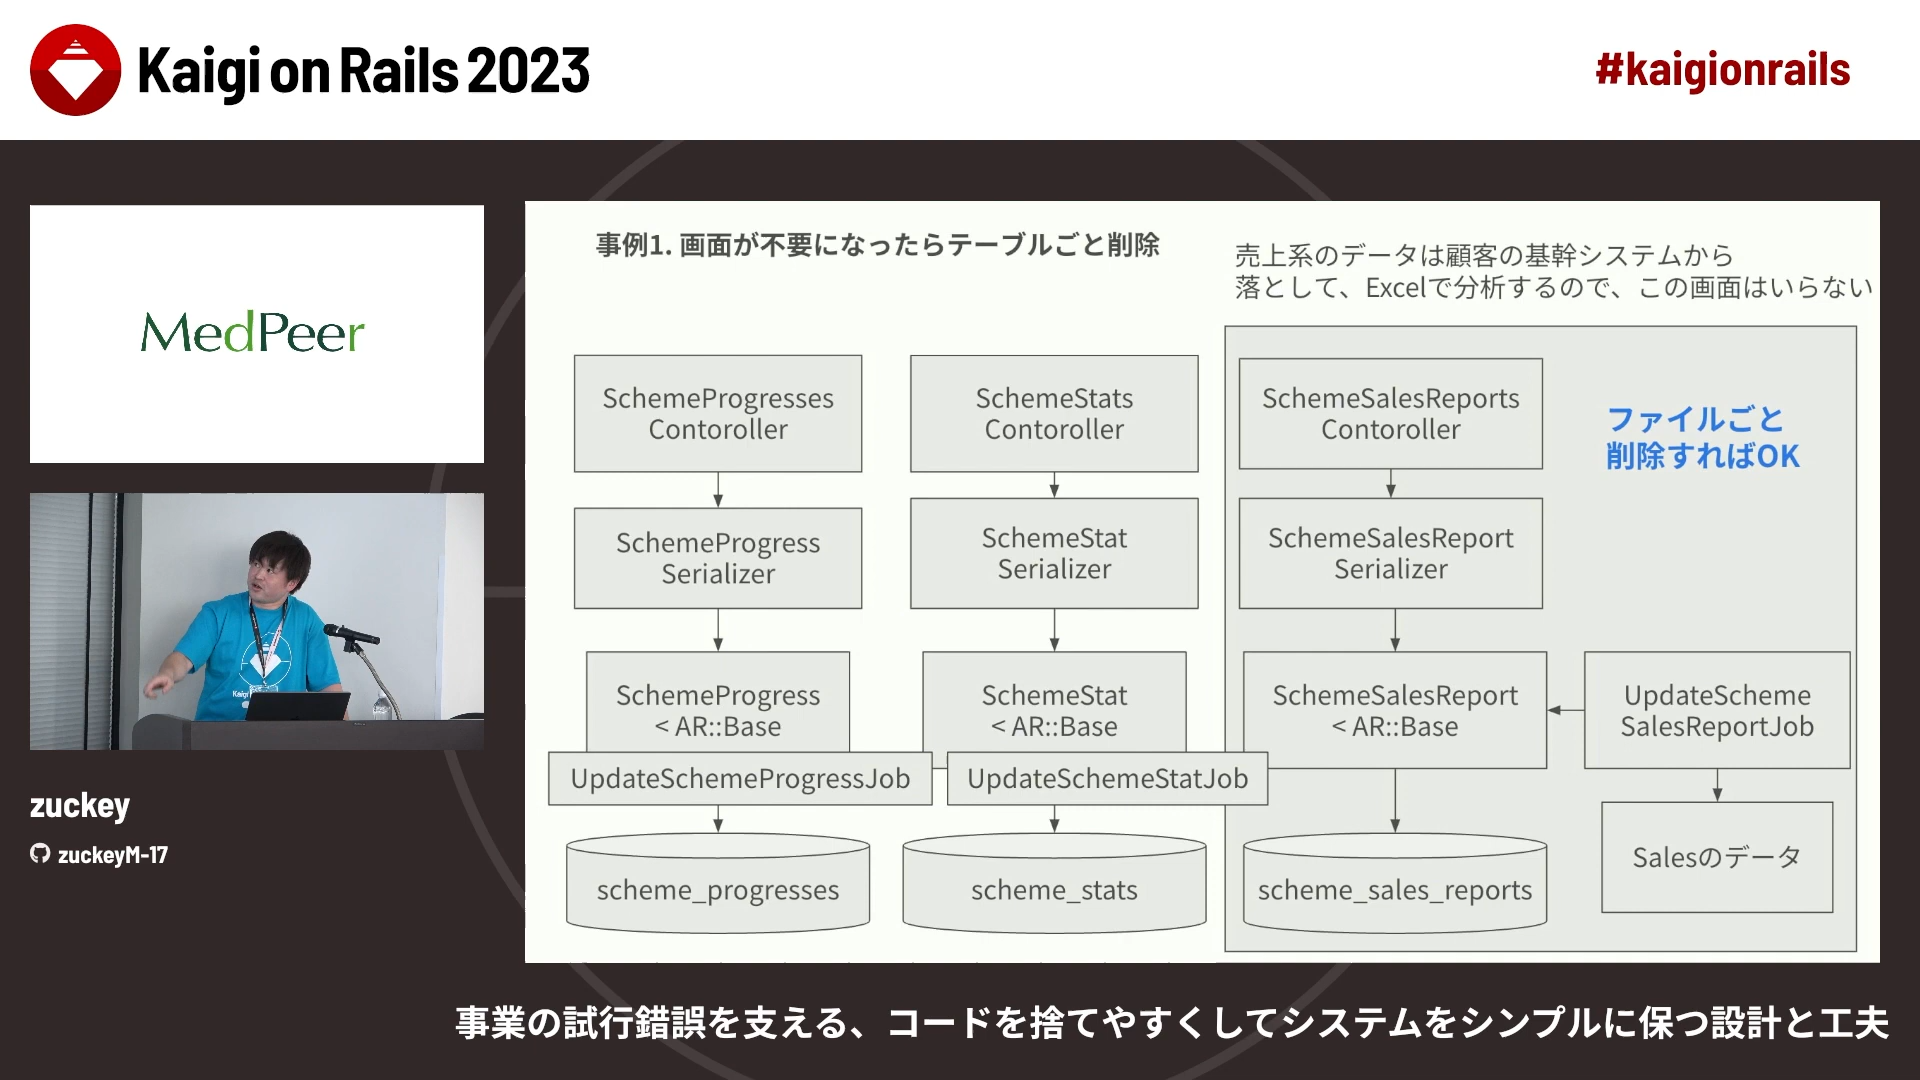 Kaigi on Rails 2023
#kaigionrails
MedPeer
zuckey
zuckeyM-17
事例1. 画面が不要になったらテーブルごと削除
売上系のデータは顧客の基幹システムから
落として、Excelで分析するので、この画面はいらない
SchemeProgresses
Contoroller
SchemeStats
Contoroller
SchemeSalesReports
Contoroller
ファイルごと
削除すればOK
SchemeProgress
Serializer
SchemeStat
Serializer
SchemeSalesReport
Serializer
SchemeProgress
< AR::Base
SchemeStat
< AR::Base
SchemeSalesReport
< AR::Base
UpdateScheme
SalesReportJob
UpdateSchemeProgressJob
UpdateSchemeStatJob
scheme_progresses
scheme_stats
scheme_sales_reports
Salesのデータ
事業の試行錯誤を支える、コードを捨てやすくしてシステムをシンプルに保つ設計と工夫